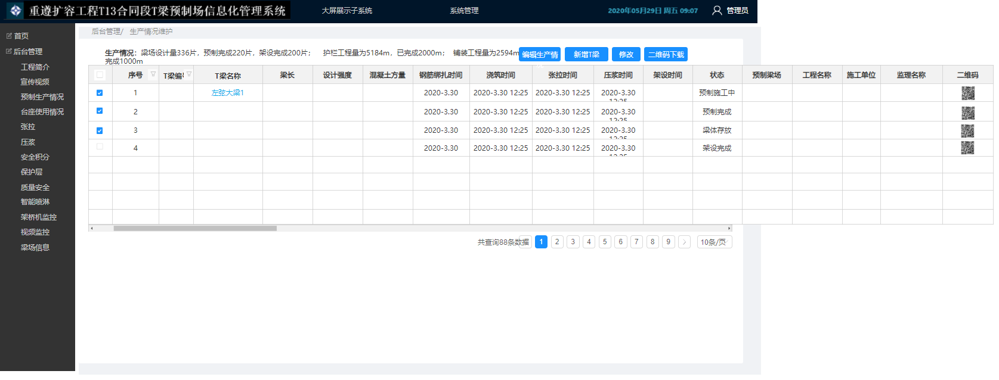 重遵扩容工程T13合同段T梁预制场信息化管理系统 大屏展示子系统 系统管理 2020年05月29日 周五 09:07 管理员
首页
后台管理
工程简介
宣传视频
预制生产情况
台座使用情况
张拉
压浆
安全积分
保护层
质量安全
智能喷淋
架桥机监控
视频监控
梁场信息
后台管理/ 生产情况维护
生产情况：梁场设计量336片，预制完成220片，架设完成200片； 护栏工程量为5184m，已完成2000m； 铺装工程量为2594m
完成1000m
编辑生产情 新增T梁 修改 二维码下载
序号 T梁编号 T梁名称 梁长 设计强度 混凝土方量 钢筋绑扎时间 浇筑时间 张拉时间 压浆时间 架设时间 状态 预制梁场 工程名称 施工单位 监理名称 二维码
1 左弦大梁1 2020-3.30 2020-3.30 12:25 2020-3.30 12:25 2020-3.30 12:25 预制施工中
2 2020-3.30 2020-3.30 12:25 2020-3.30 12:25 2020-3.30 12:25 预制完成
3 2020-3.30 2020-3.30 12:25 2020-3.30 12:25 2020-3.30 12:25 梁体存放
4 2020-3.30 2020-3.30 12:25 2020-3.30 12:25 2020-3.30 12:25 架设完成
共查询88条数据 1 2 3 4 5 6 7 8 9 10条/页